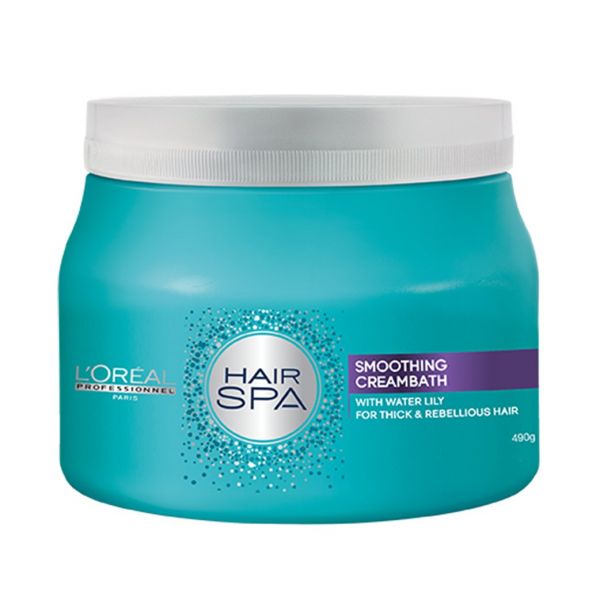 L'ORÉAL
PROFESSIONNEL
PARIS
HAIR
SPA
SMOOTHING
CREAMBATH
WITH WATER LILY
FOR THICK & REBELLIOUS HAIR
490g